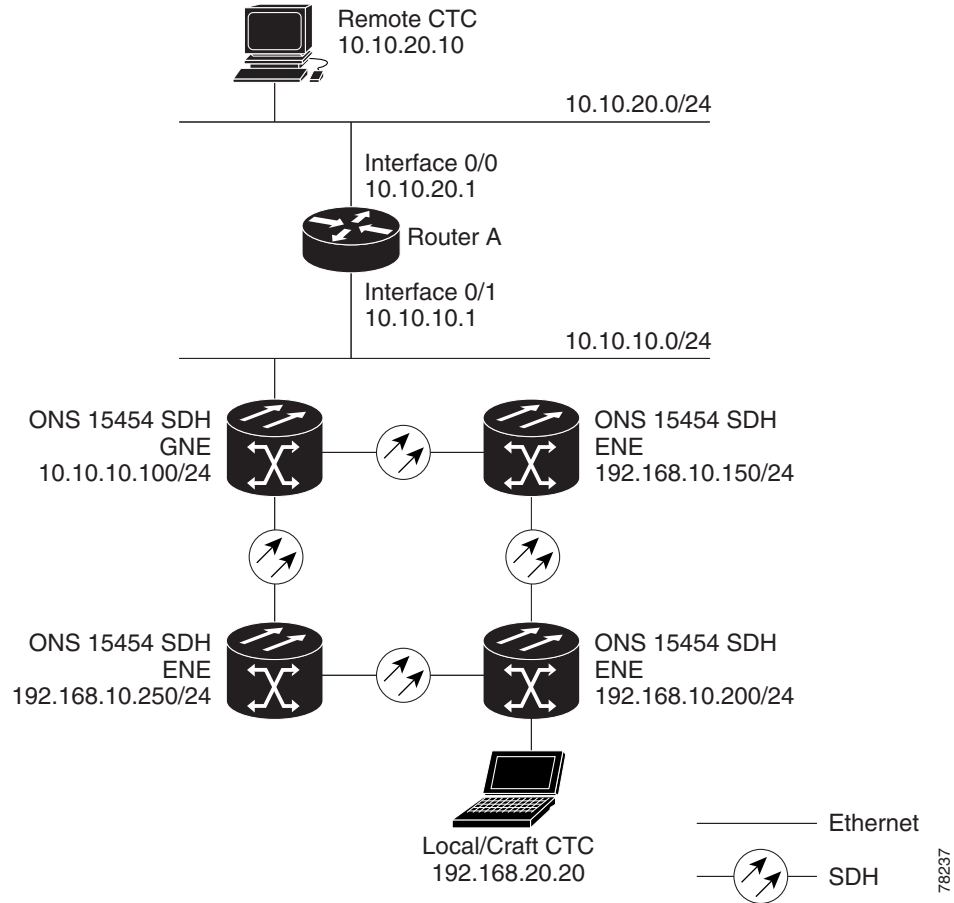 Remote CTC
10.10.20.10
10.10.20.0/24
Interface 0/0
10.10.20.1
Router A
Interface 0/1
10.10.10.1
10.10.10.0/24
ONS 15454 SDH
GNE
10.10.10.100/24
ONS 15454 SDH
ENE
192.168.10.150/24
ONS 15454 SDH
ENE
192.168.10.250/24
ONS 15454 SDH
ENE
192.168.10.200/24
Local/Craft CTC
192.168.20.20
Ethernet
SDH
78237